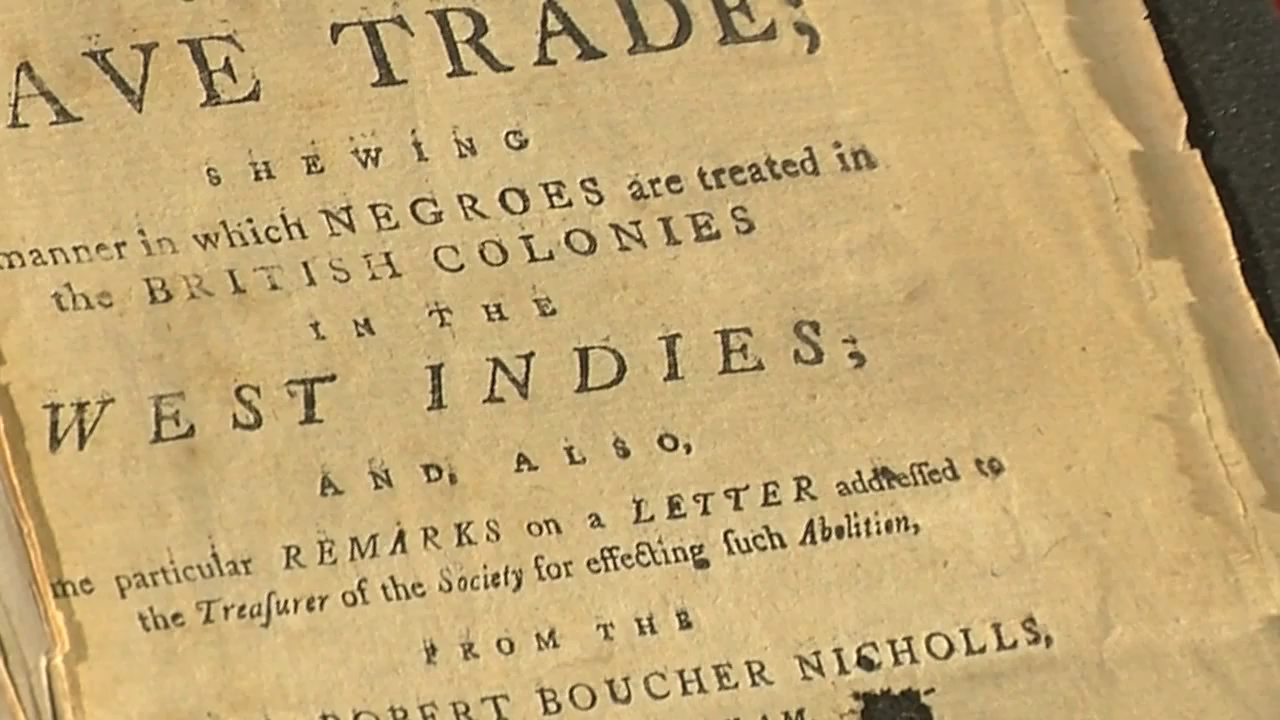 AVE TRADE;
SHEWING
manner in which NEGROES are treated in
the BRITISH COLONIES
IN THE
WEST INDIES;
AND, ALSO,
me particular REMARKS on a LETTER addreſſed to
the Treaſurer of the Society for effecting ſuch Abolition,
FROM THE
OBERT BOUCHER NICHOLLS,